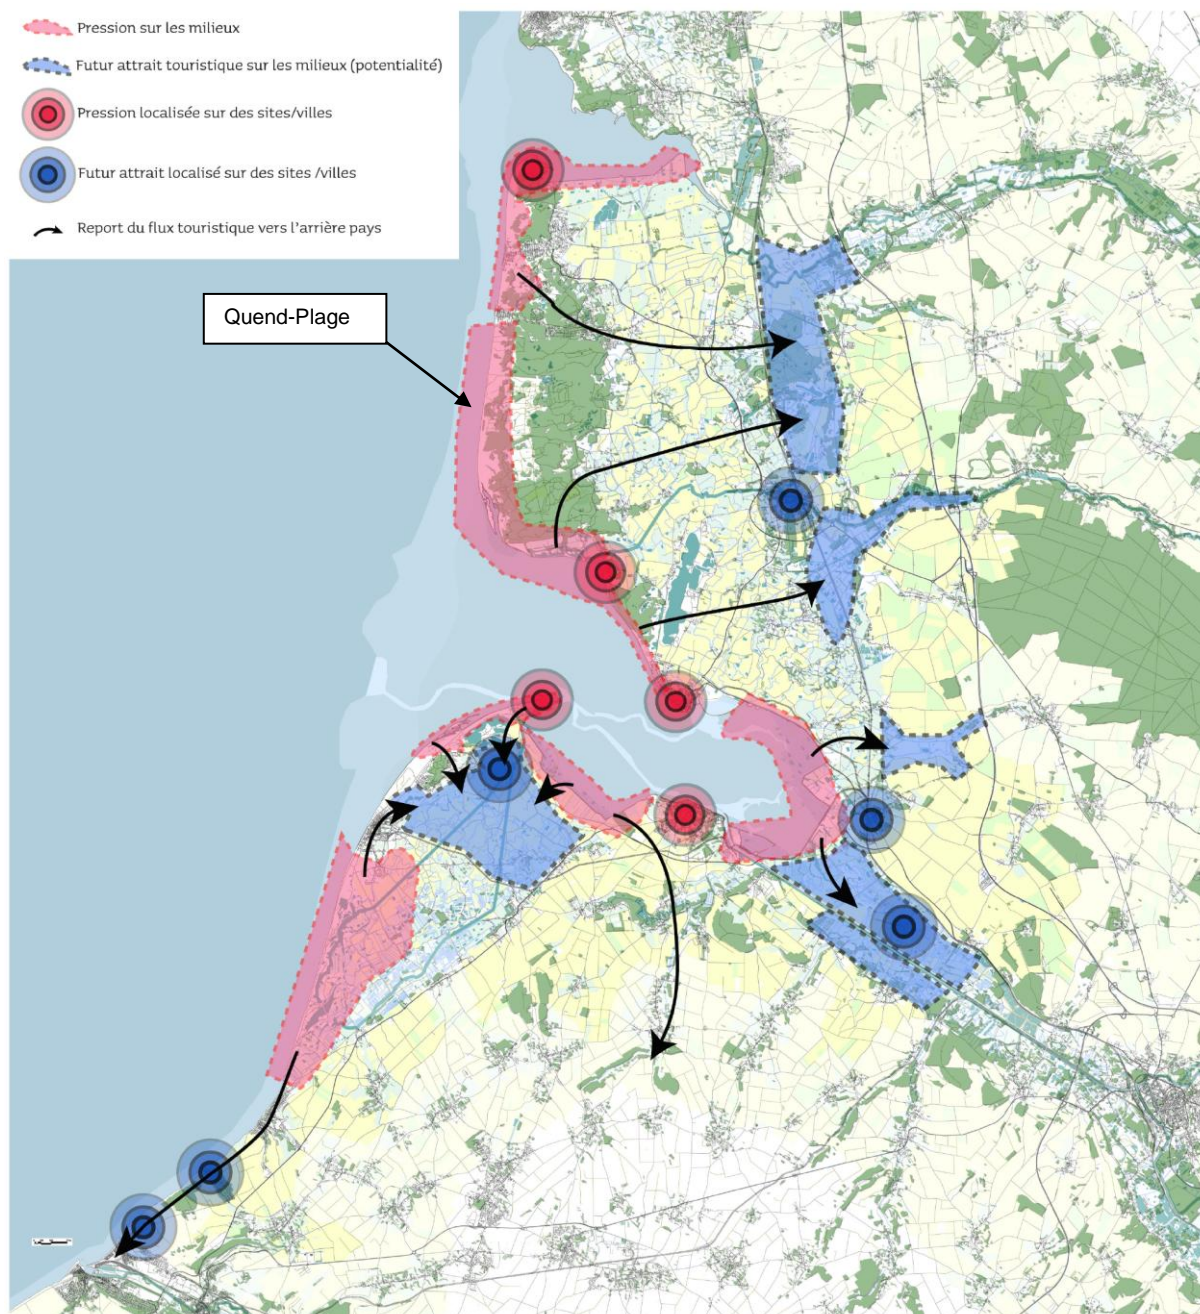 Pression sur les milieux
Futur attrait touristique sur les milieux (potentialité)
Pression localisée sur des sites/villes
Futur attrait localisé sur des sites /villes
Report du flux touristique vers l'arrière pays
Quend-Plage